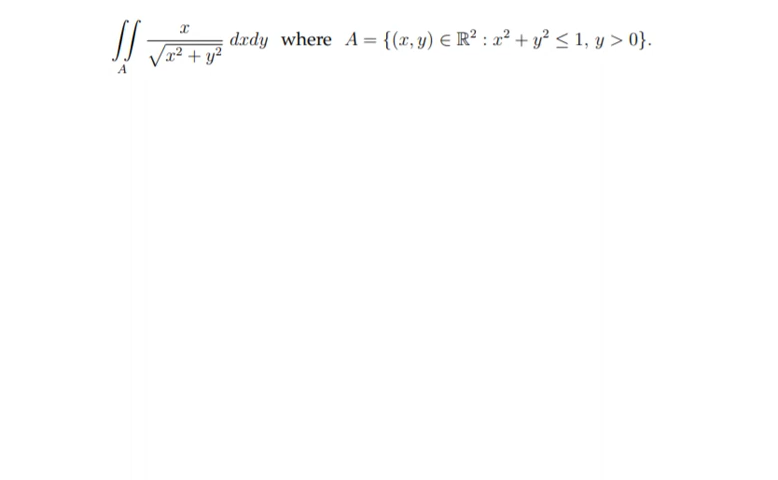 ∬_A x/√(x² + y²) dxdy where A = {(x, y) ∈ ℝ² : x² + y² ≤ 1, y > 0}.